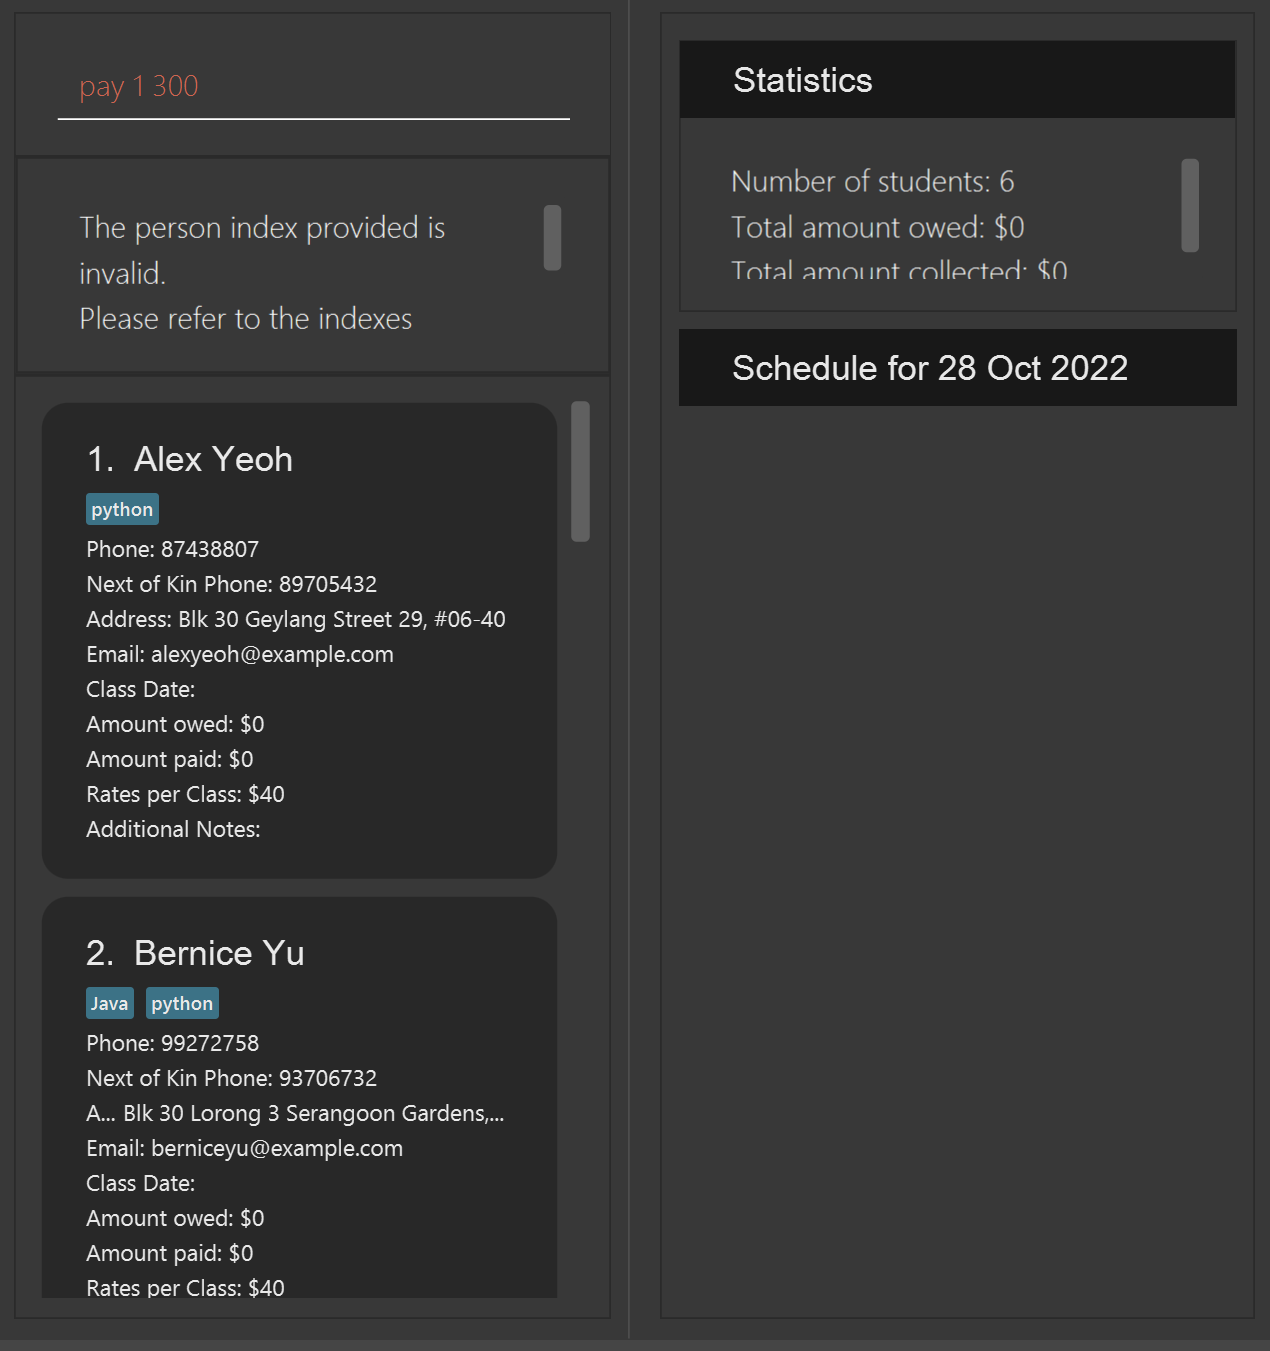 pay 1 300
The person index provided is
invalid.
Please refer to the indexes
1. Alex Yeoh
python
Phone: 87438807
Next of Kin Phone: 89705432
Address: Blk 30 Geylang Street 29, #06-40
Email: alexyeoh@example.com
Class Date:
Amount owed: $0
Amount paid: $0
Rates per Class: $40
Additional Notes:
2. Bernice Yu
Java python
Phone: 99272758
Next of Kin Phone: 93706732
A... Blk 30 Lorong 3 Serangoon Gardens,...
Email: berniceyu@example.com
Class Date:
Amount owed: $0
Amount paid: $0
Rates per Class: $40
Statistics
Number of students: 6
Total amount owed: $0
Total amount collected: $0
Schedule for 28 Oct 2022